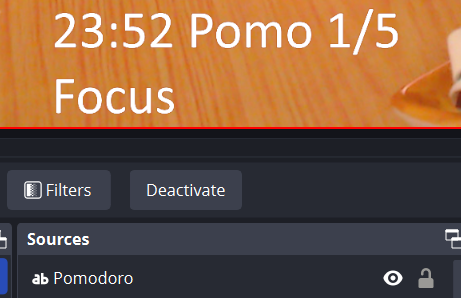 23:52 Pomo 1/5
Focus
Filters
Deactivate
Sources
ab Pomodoro